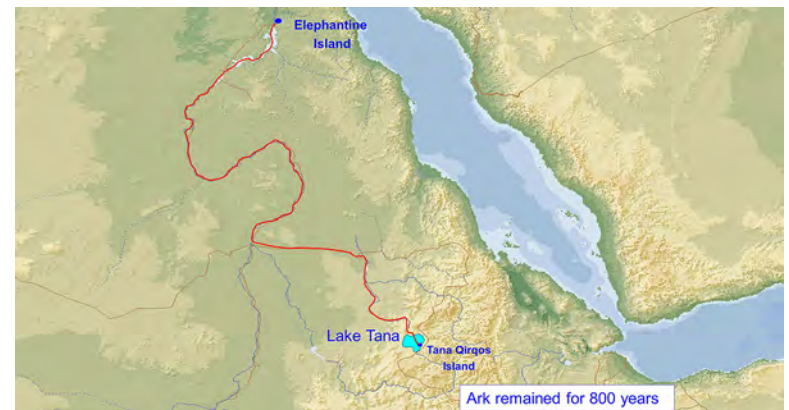 Elephantine
Island
Lake Tana
Tana Qirqos
Island
Ark remained for 800 years